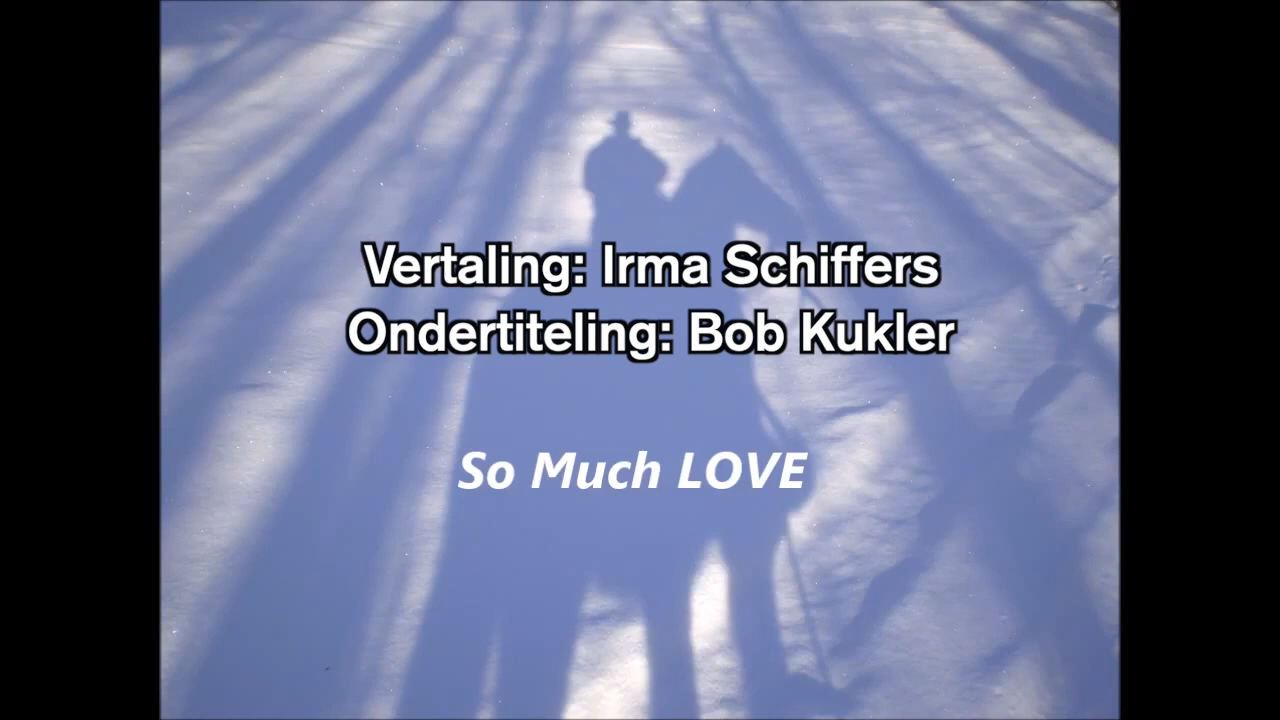 Vertaling: Irma Schiffers
Ondertiteling: Bob Kukler
So Much LOVE